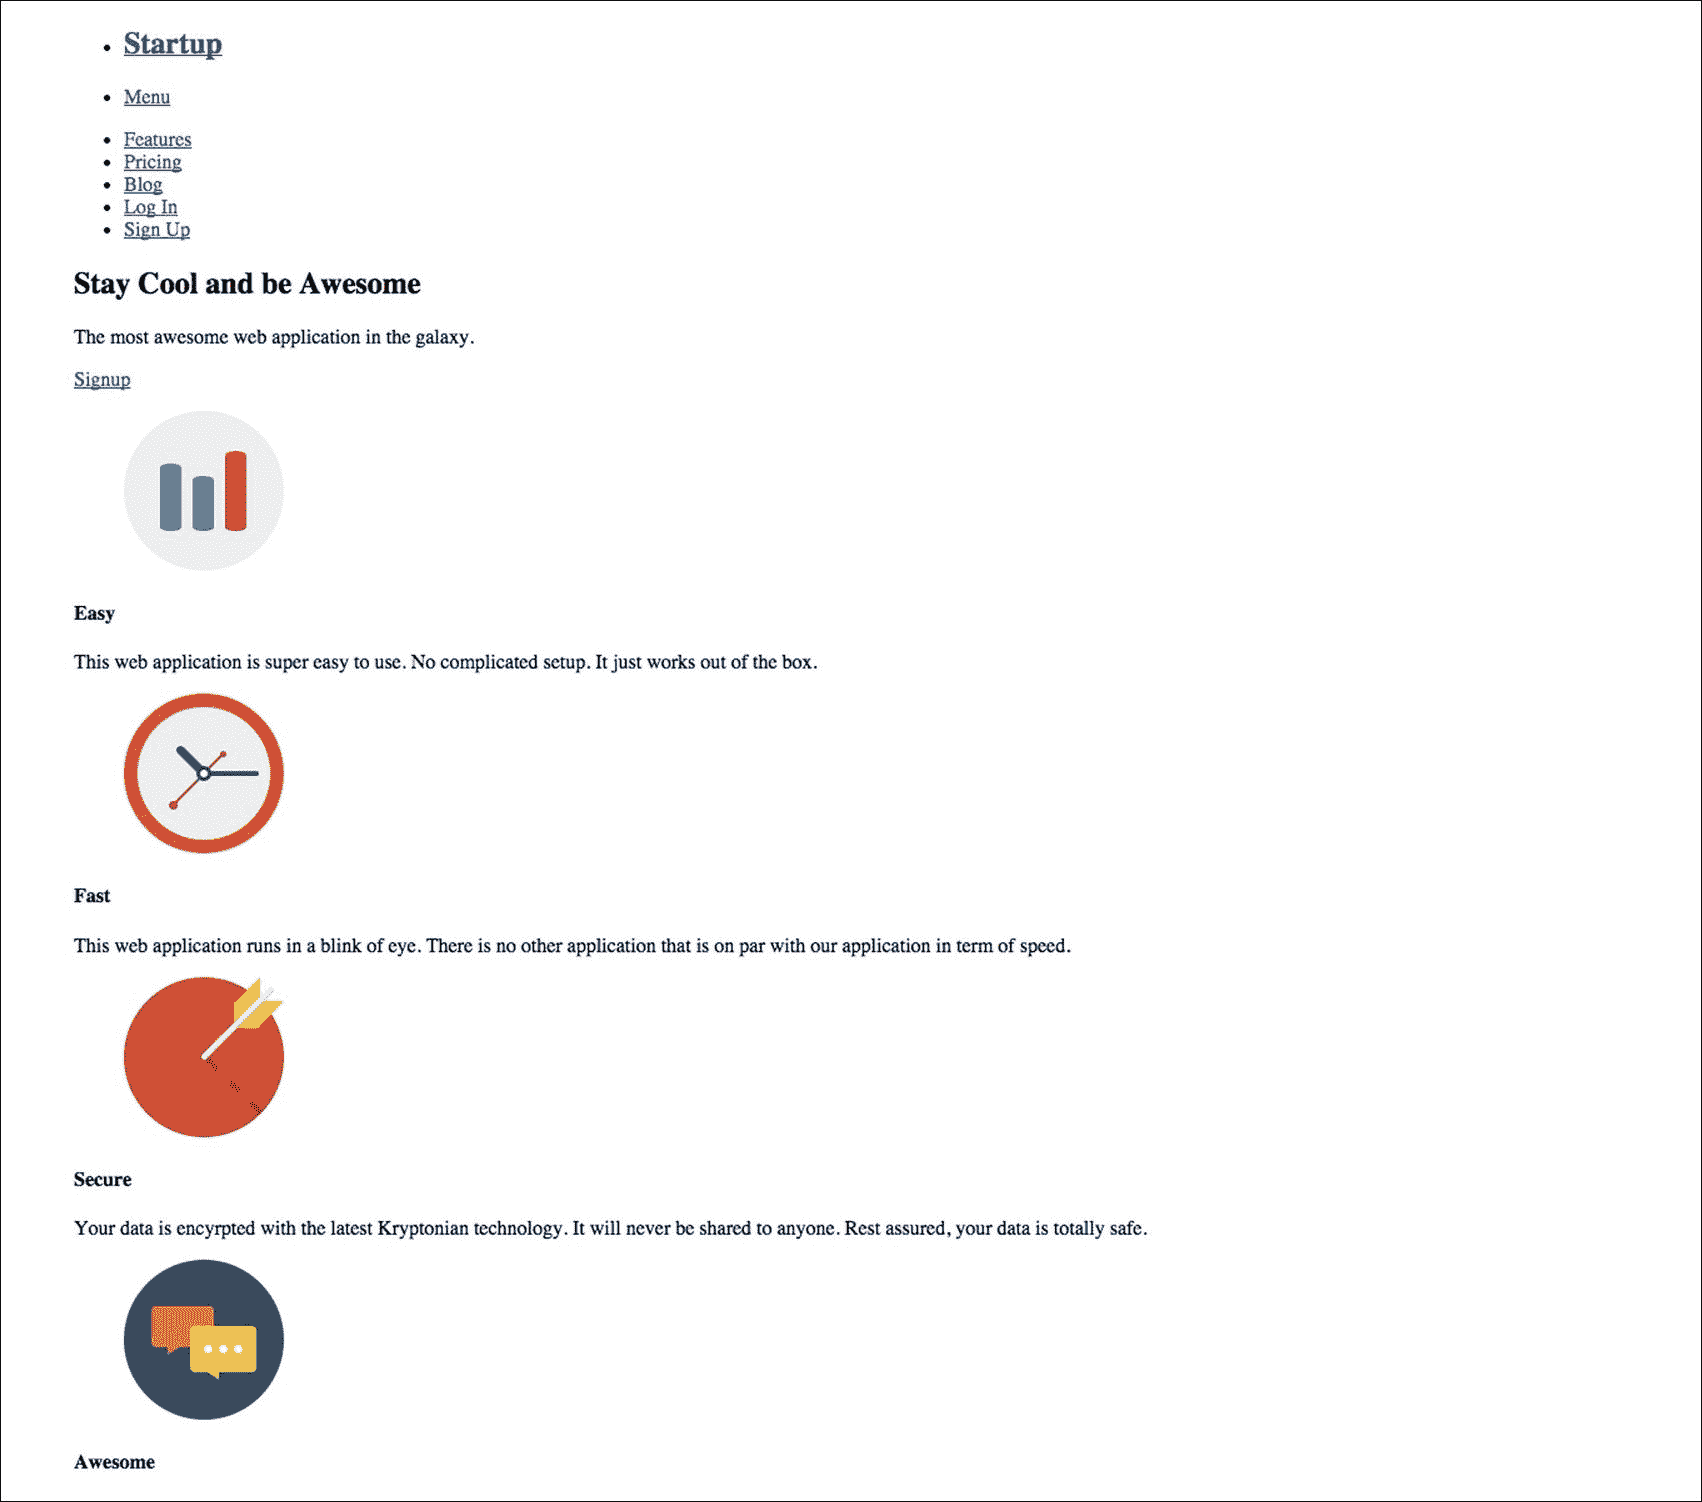 Startup
Menu
Features
Pricing
Blog
Log In
Sign Up
Stay Cool and be Awesome
The most awesome web application in the galaxy.
Signup
Easy
This web application is super easy to use. No complicated setup. It just works out of the box.
Fast
This web application runs in a blink of eye. There is no other application that is on par with our application in term of speed.
Secure
Your data is encyrpted with the latest Kryptonian technology. It will never be shared to anyone. Rest assured, your data is totally safe.
Awesome